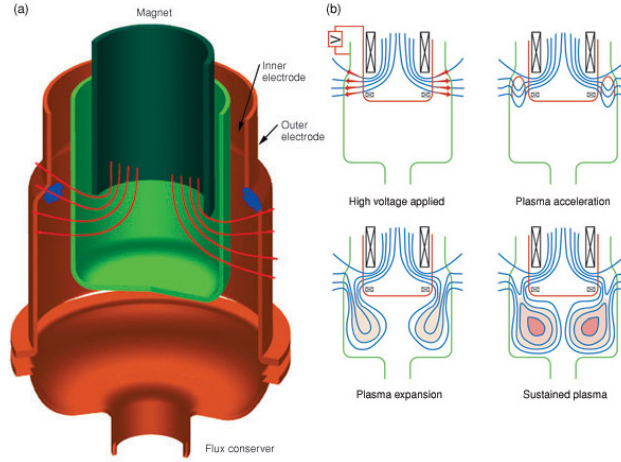 (a)
Magnet
Inner
electrode
Outer
electrode
Flux conserver
(b)
V
High voltage applied
Plasma acceleration
Plasma expansion
Sustained plasma